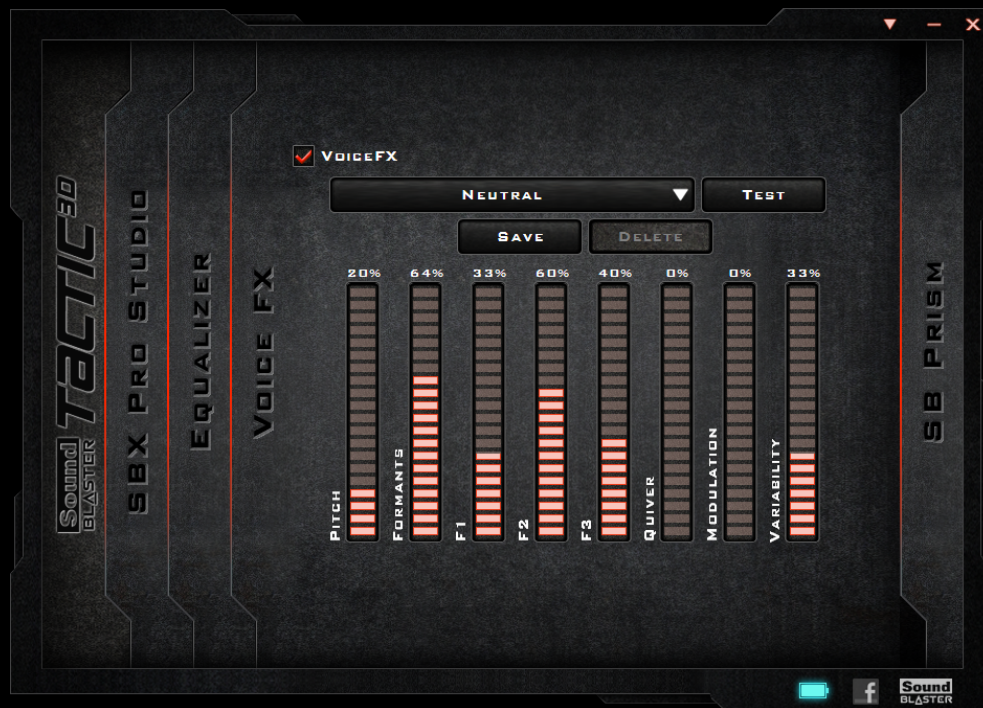 Sound BLASTER TACTIC3D
SBX PRO STUDIO
EQUALIZER
VOICE FX
VOICEFX
NEUTRAL
TEST
SAVE
DELETE
20% 64% 33% 60% 40% 0% 0% 33%
PITCH
FORMANTS
F1
F2
F3
QUIVER
MODULATION
VARIABILITY
SB PRISM
f
Sound
BLASTER